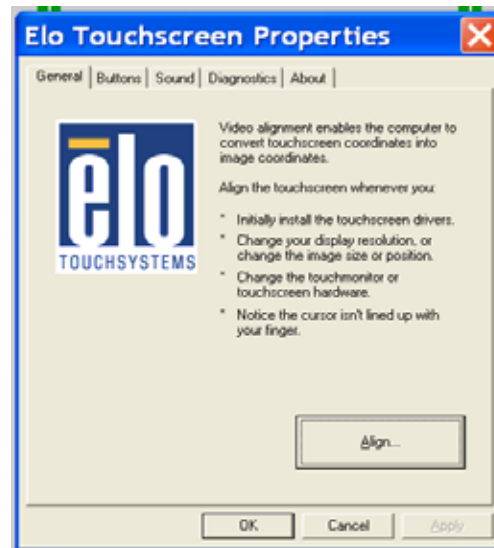 Elo Touchscreen Properties
General Buttons Sound Diagnostics About
elo
TOUCHSYSTEMS
Video alignment enables the computer to
convert touchscreen coordinates into
image coordinates.
Align the touchscreen whenever you:
* Initially install the touchscreen drivers.
* Change your display resolution, or
change the image size or position.
* Change the touchmonitor or
touchscreen hardware.
* Notice the cursor isn't lined up with
your finger.
Align...
OK Cancel Apply